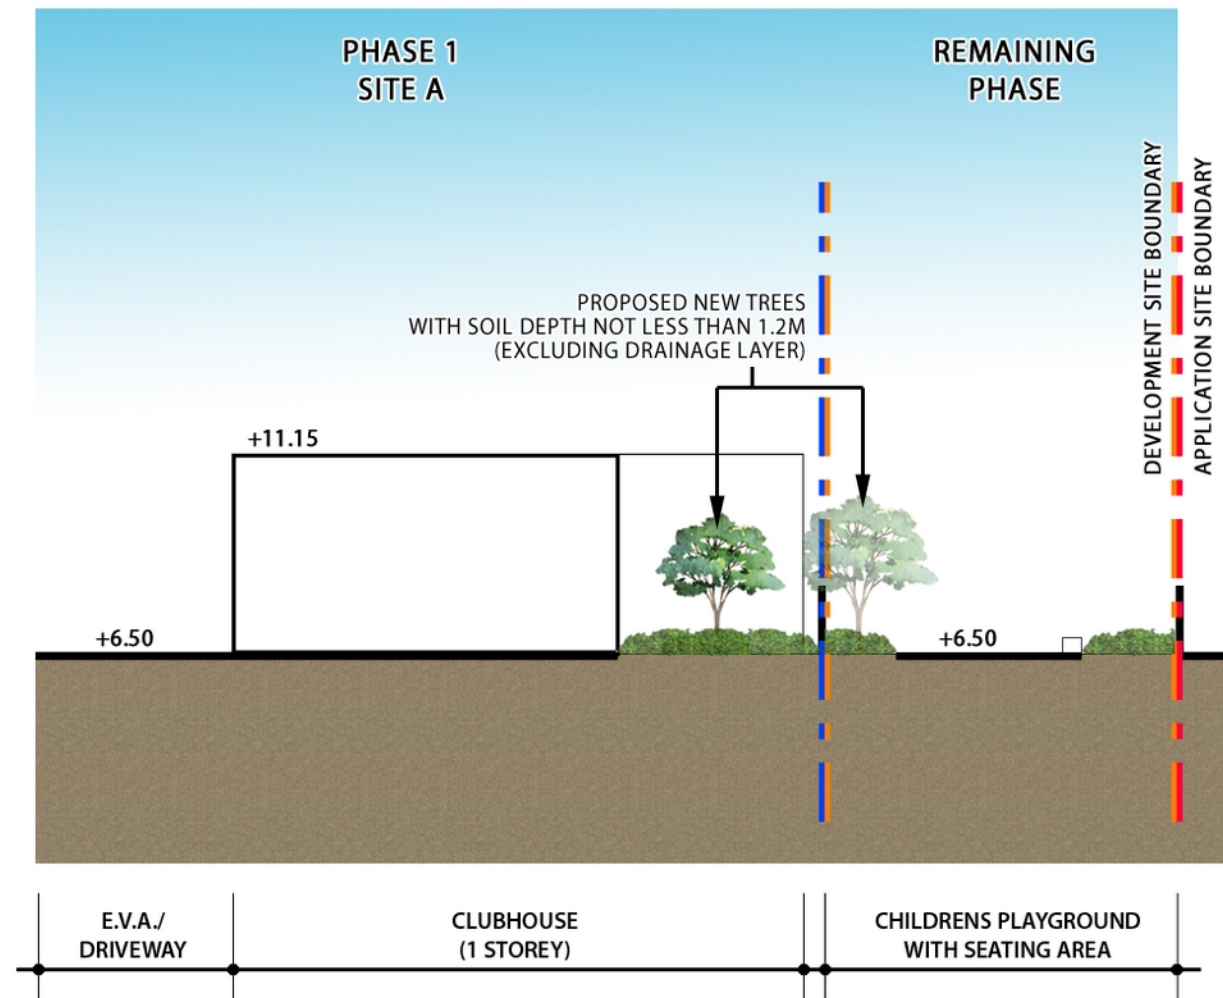 PHASE 1
SITE A
REMAINING
PHASE
DEVELOPMENT SITE BOUNDARY
APPLICATION SITE BOUNDARY
PROPOSED NEW TREES
WITH SOIL DEPTH NOT LESS THAN 1.2M
(EXCLUDING DRAINAGE LAYER)
+11.15
+6.50
+6.50
E.V.A./
DRIVEWAY
CLUBHOUSE
(1 STOREY)
CHILDRENS PLAYGROUND
WITH SEATING AREA